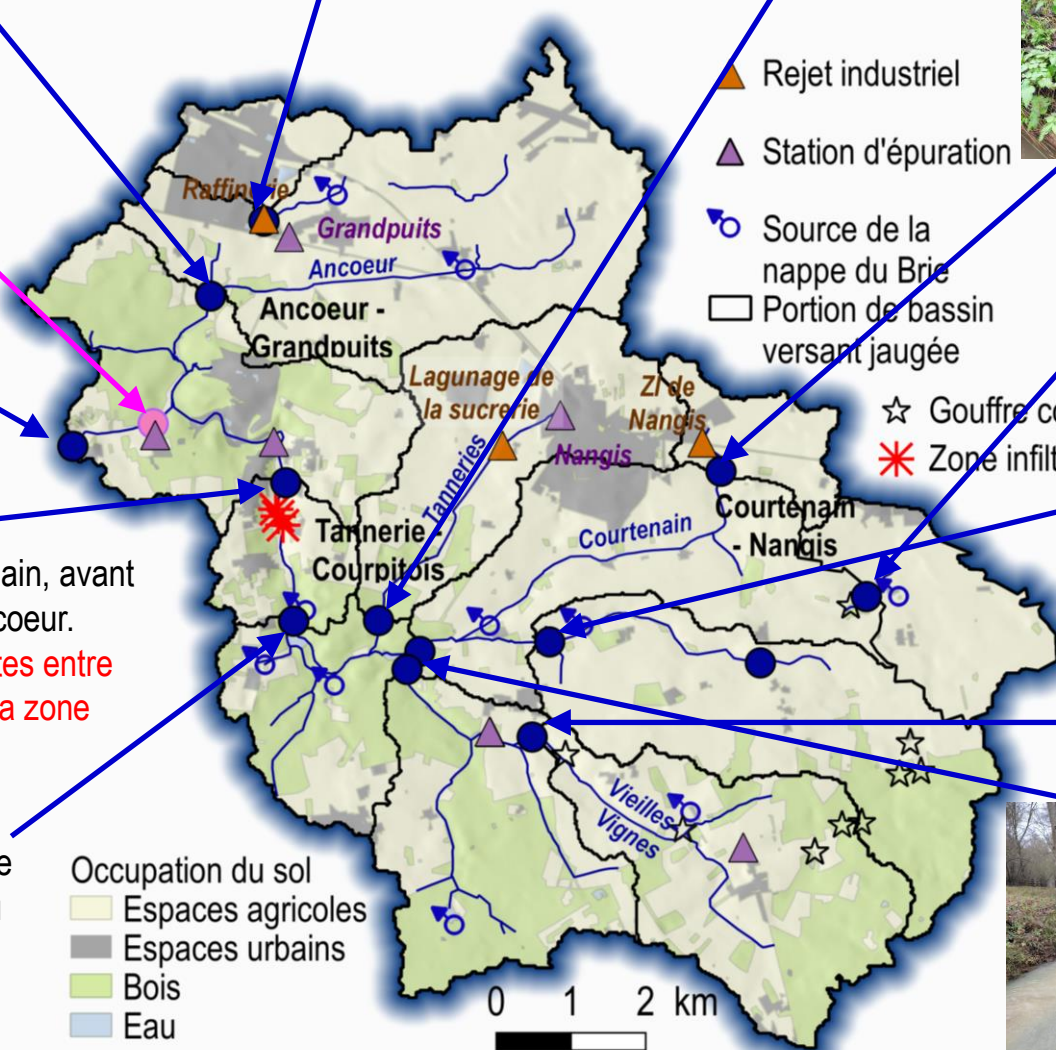 Rejet industriel
Station d'épuration
Source de la
nappe du Brie
Portion de bassin
versant jaugée
Gouffre
Zone
Raffinerie
Grandpuits
Ancoeur
Ancoeur -
Grandpuits
Lagunage de
la sucrerie
ZI de
Nangis
Nangis
Tanneries
Courtenain
Courtenain
- Nangis
Tannerie -
Courpitois
Vieilles
Vignes
ain, avant
coeur.
tes entre
a zone
e
Occupation du sol
Espaces agricoles
Espaces urbains
Bois
Eau
0 1 2 km